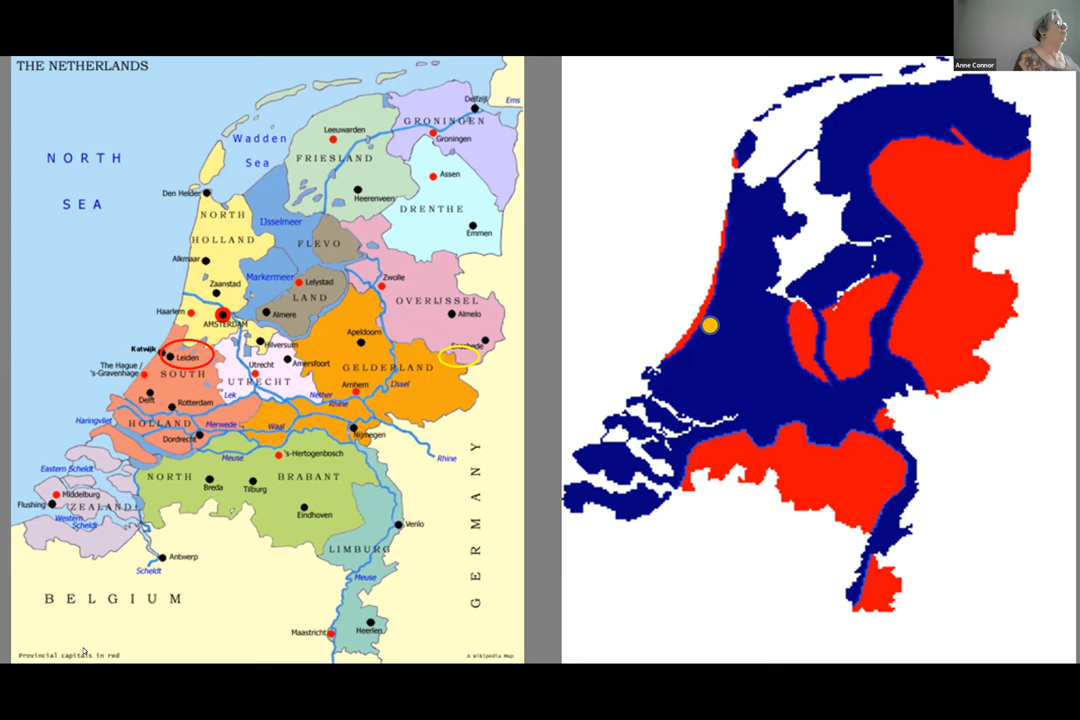 Anne Connor
THE NETHERLANDS
Delfzijl
Ems
GRONINGEN
Leeuwarden
Groningen
Wadden
Sea
FRIESLAND
NORTH
SEA
Assen
Den Helder
Heerenveen
DRENTHE
NORTH
HOLLAND
IJsselmeer
Emmen
FLEVO
LAND
Alkmaar
Markermeer
Lelystad
Zwolle
Zaanstad
OVERIJSSEL
Haarlem
Almere
Almelo
AMSTERDAM
Apeldoorn
Hilversum
Katwijk
Leiden
Utrecht
Amersfoort
GELDERLAND
The Hague /
's-Gravenhage
SOUTH
HOLLAND
UTRECHT
Arnhem
IJssel
Delft
Rotterdam
Lek
Nether
Rhine
Haringvliet
Merwede
Waal
Dordrecht
Nijmegen
Meuse
's-Hertogenbosch
Rhine
Eastern Scheldt
NORTH BRABANT
Middelburg
Breda
Tilburg
Flushing
ZEALAND
Western
Scheldt
Eindhoven
Venlo
LIMBURG
Antwerp
Scheldt
Meuse
BELGIUM
GERMANY
Maastricht
Heerlen
Provincial capitals in red
A Wikipedia Map